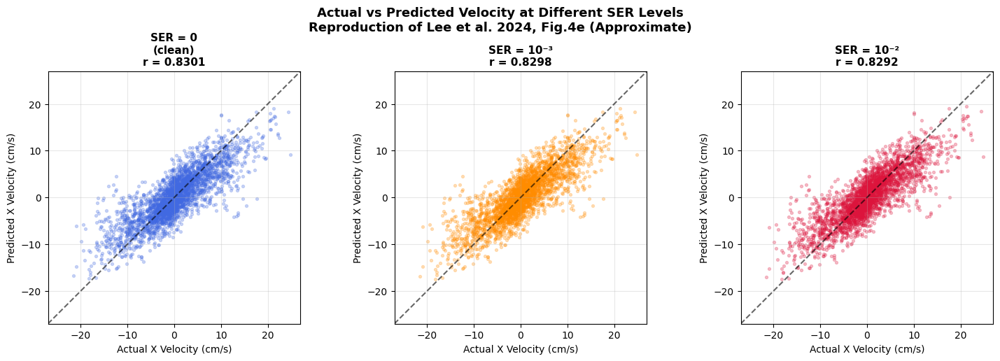 Actual vs Predicted Velocity at Different SER Levels
Reproduction of Lee et al. 2024, Fig.4e (Approximate)
SER = 0
(clean)
r = 0.8301
20
10
0
−10
−20
Predicted X Velocity (cm/s)
−20 −10 0 10 20
Actual X Velocity (cm/s)
SER = 10⁻³
r = 0.8298
20
10
0
−10
−20
Predicted X Velocity (cm/s)
−20 −10 0 10 20
Actual X Velocity (cm/s)
SER = 10⁻²
r = 0.8292
20
10
0
−10
−20
Predicted X Velocity (cm/s)
−20 −10 0 10 20
Actual X Velocity (cm/s)